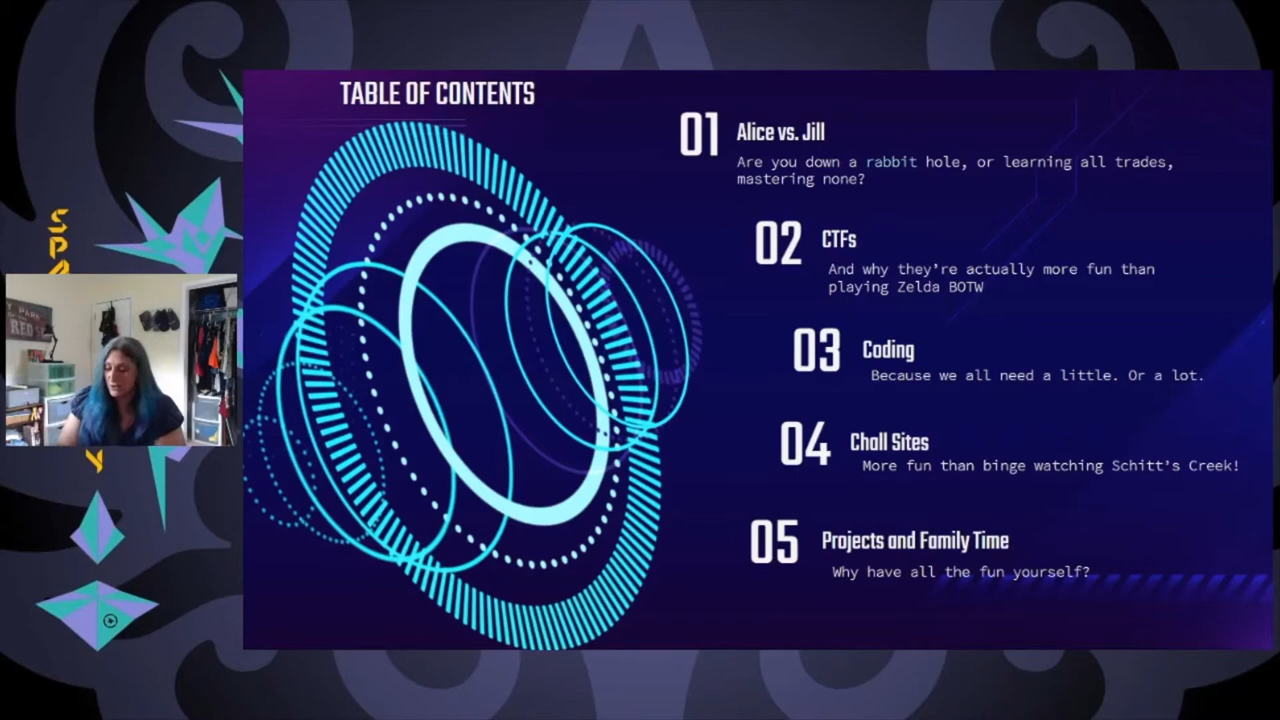 TABLE OF CONTENTS
01
Alice vs. Jill
Are you down a rabbit hole, or learning all trades,
mastering none?
02
CTFs
And why they're actually more fun than
playing Zelda BOTW
03
Coding
Because we all need a little. Or a lot.
04
Chall Sites
More fun than binge watching Schitt's Creek!
05
Projects and Family Time
Why have all the fun yourself?
PARK
RED